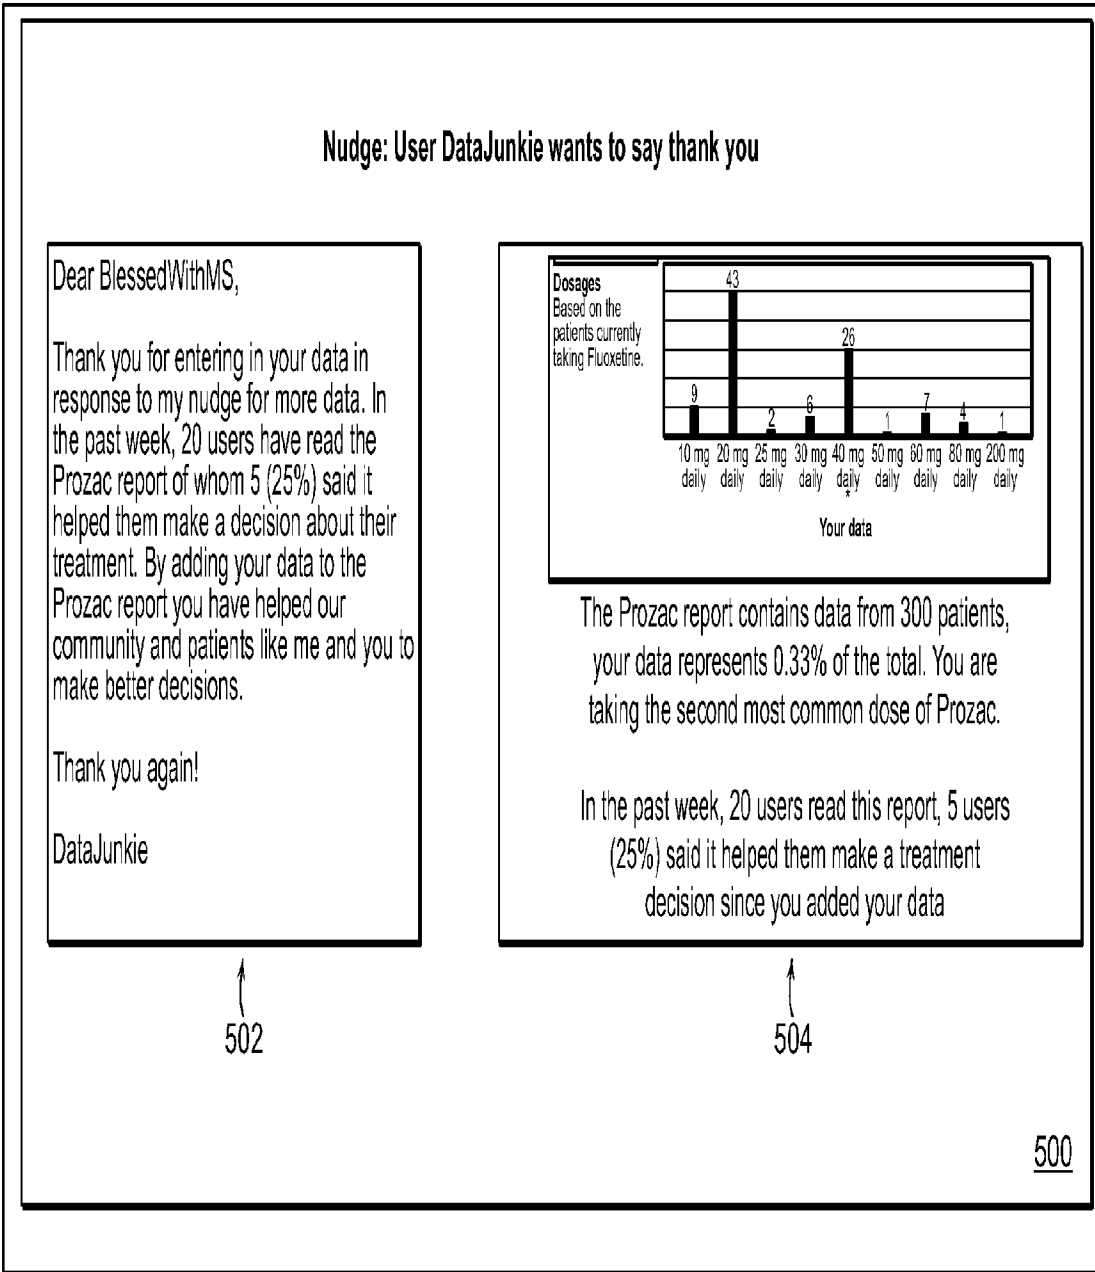 Nudge: User DataJunkie wants to say thank you
Dear BlessedWithMS,
Thank you for entering in your data in
response to my nudge for more data. In
the past week, 20 users have read the
Prozac report of whom 5 (25%) said it
helped them make a decision about their
treatment. By adding your data to the
Prozac report you have helped our
community and patients like me and you to
make better decisions.
Thank you again!
DataJunkie
502
Dosages
Based on the
patients currently
taking Fluoxetine.
9 43 2 6 26 1 7 4 1
10 mg 20 mg 25 mg 30 mg 40 mg 50 mg 60 mg 80 mg 200 mg
daily daily daily daily daily daily daily daily daily
*
Your data
The Prozac report contains data from 300 patients,
your data represents 0.33% of the total. You are
taking the second most common dose of Prozac.
In the past week, 20 users read this report, 5 users
(25%) said it helped them make a treatment
decision since you added your data
504
500